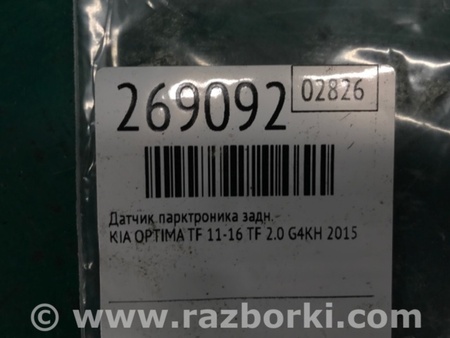 269092
02826
Датчик парктроника задн.
KIA OPTIMA TF 11-16 TF 2.0 G4KH 2015
© www.razborki.com